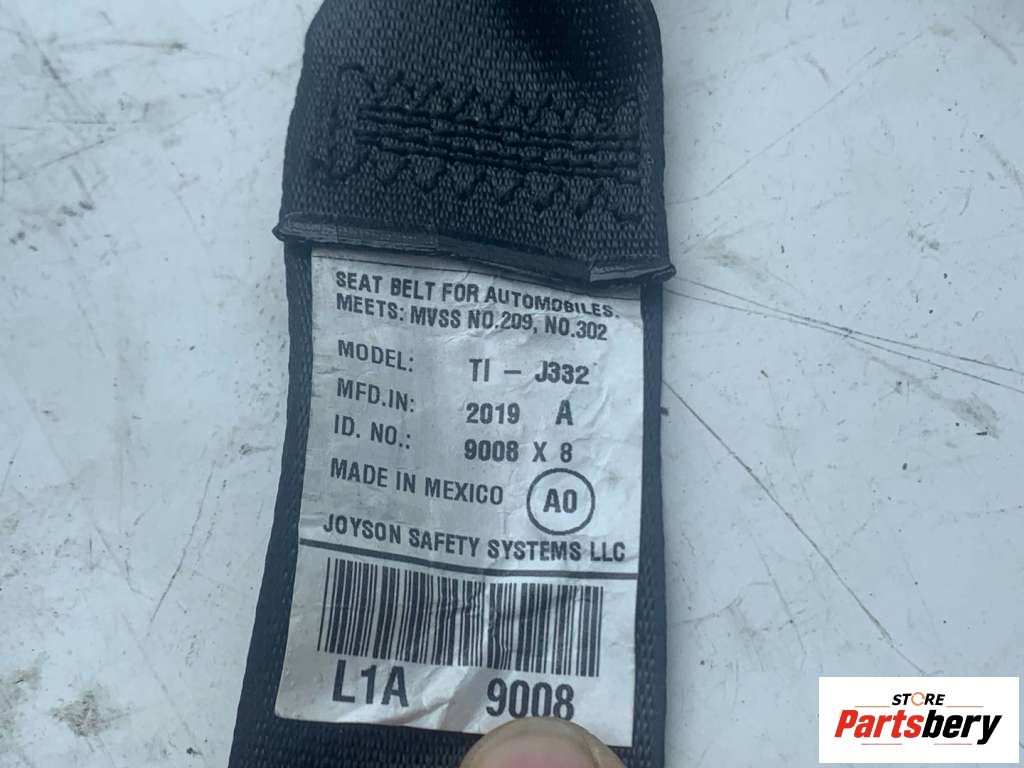 SEAT BELT FOR AUTOMOBILES.
MEETS: MVSS NO.209, NO.302
MODEL: TI - J332
MFD.IN: 2019 A
ID. NO.: 9008 X 8
MADE IN MEXICO A0
JOYSON SAFETY SYSTEMS LLC
L1A 9008
STORE
Partsbery